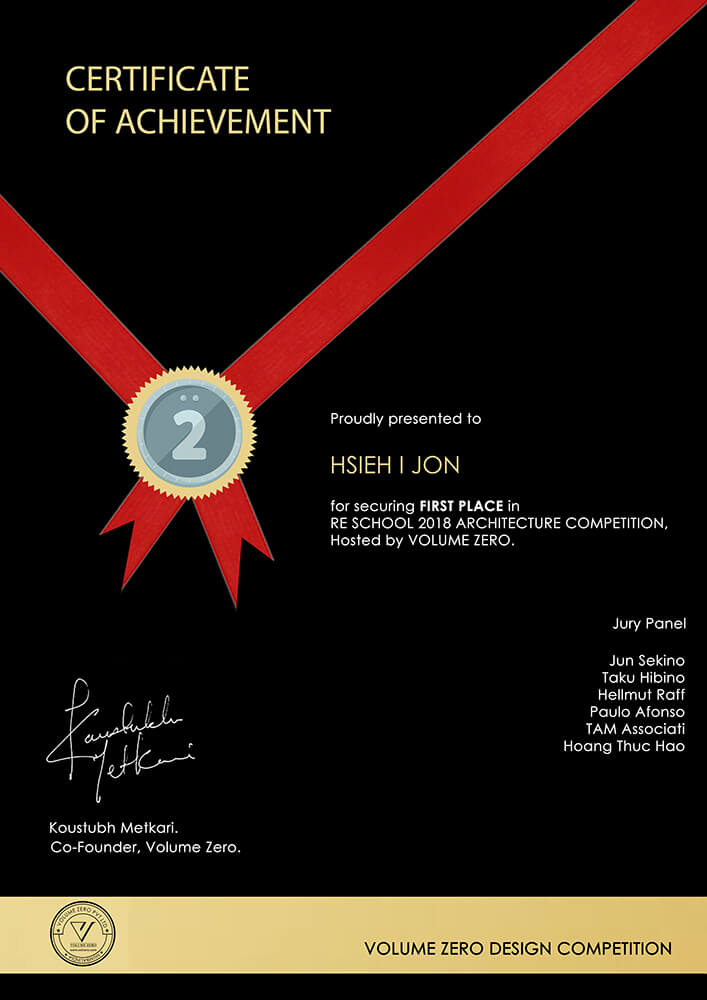 CERTIFICATE
OF ACHIEVEMENT
2
Proudly presented to
HSIEH I JON
for securing FIRST PLACE in
RE SCHOOL 2018 ARCHITECTURE COMPETITION,
Hosted by VOLUME ZERO.
Jury Panel
Jun Sekino
Taku Hibino
Hellmut Raff
Paulo Afonso
TAM Associati
Hoang Thuc Hao
Koustubh
Metkari
Koustubh Metkari.
Co-Founder, Volume Zero.
VOLUME ZERO PVT LTD
VOLUME ZERO
VOLUME ZERO DESIGN COMPETITION